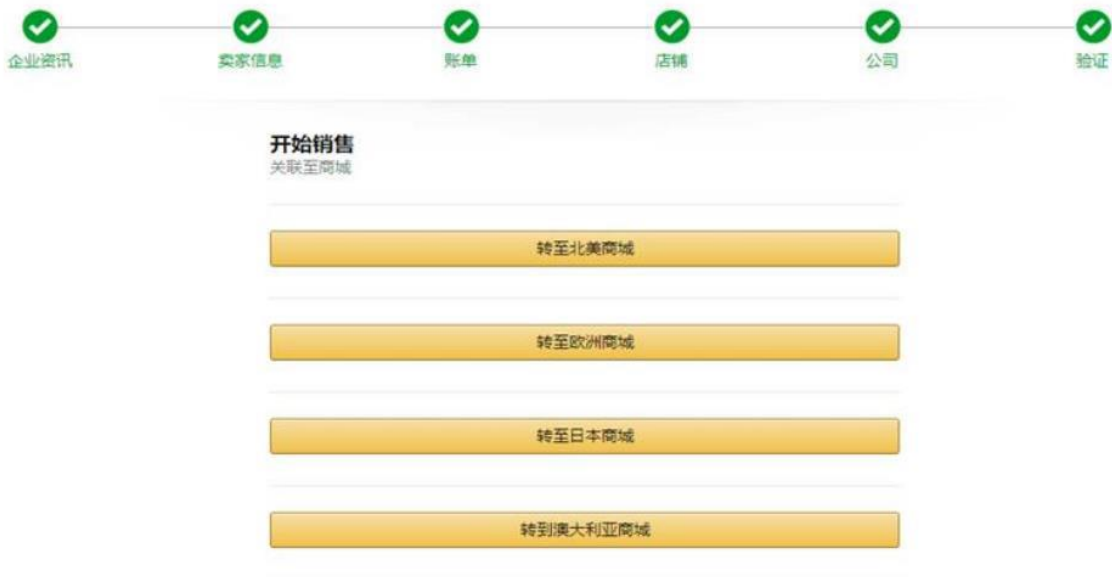 企业资讯
卖家信息
账单
店铺
公司
验证
开始销售
关联至商城
转至北美商城
转至欧洲商城
转至日本商城
转到澳大利亚商城